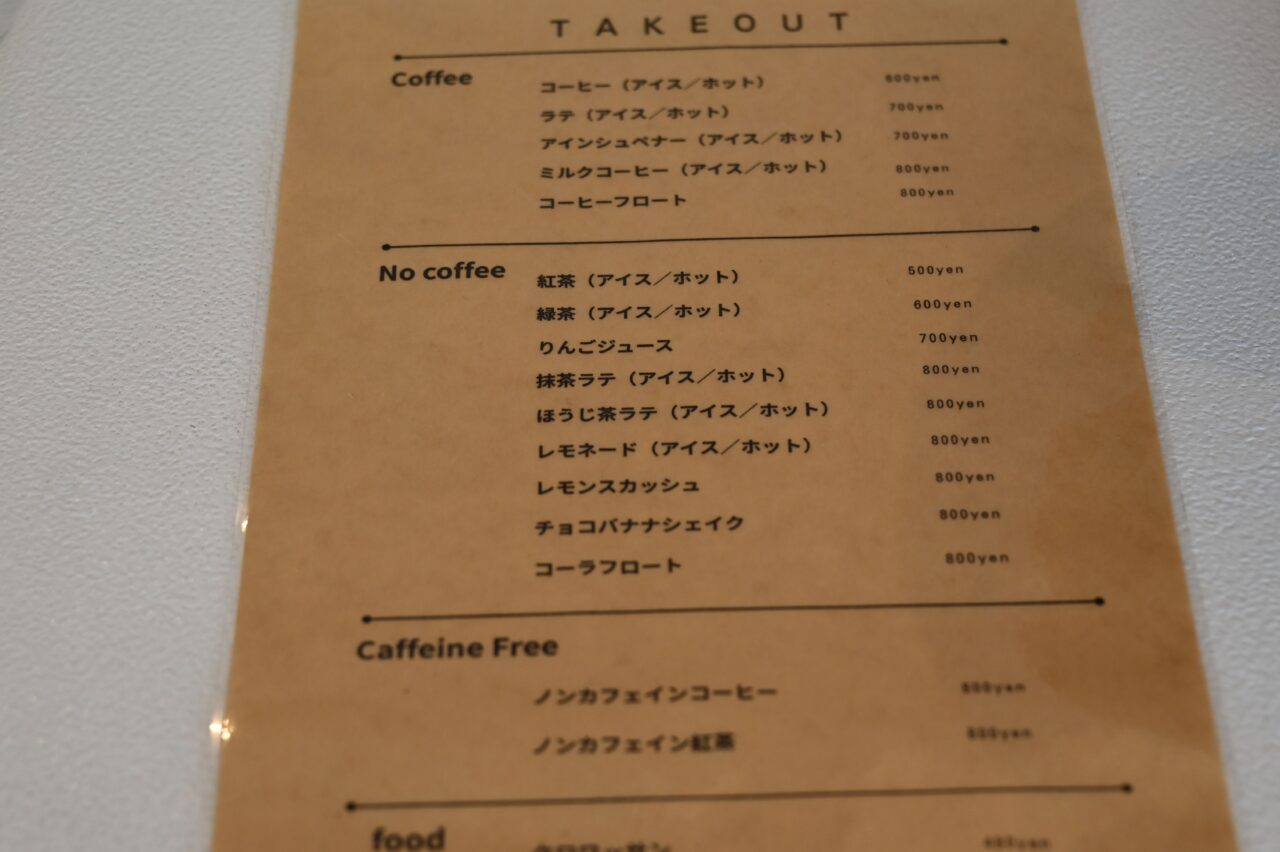 TAKEOUT
Coffee
コーヒー（アイス／ホット） 600yen
ラテ（アイス／ホット） 700yen
アインシュペナー（アイス／ホット） 700yen
ミルクコーヒー（アイス／ホット） 800yen
コーヒーフロート 800yen
No coffee
紅茶（アイス／ホット） 500yen
緑茶（アイス／ホット） 600yen
りんごジュース 700yen
抹茶ラテ（アイス／ホット） 800yen
ほうじ茶ラテ（アイス／ホット） 800yen
レモネード（アイス／ホット） 800yen
レモンスカッシュ 800yen
チョコバナナシェイク 800yen
コーラフロート 800yen
Caffeine Free
ノンカフェインコーヒー
ノンカフェイン紅茶
food